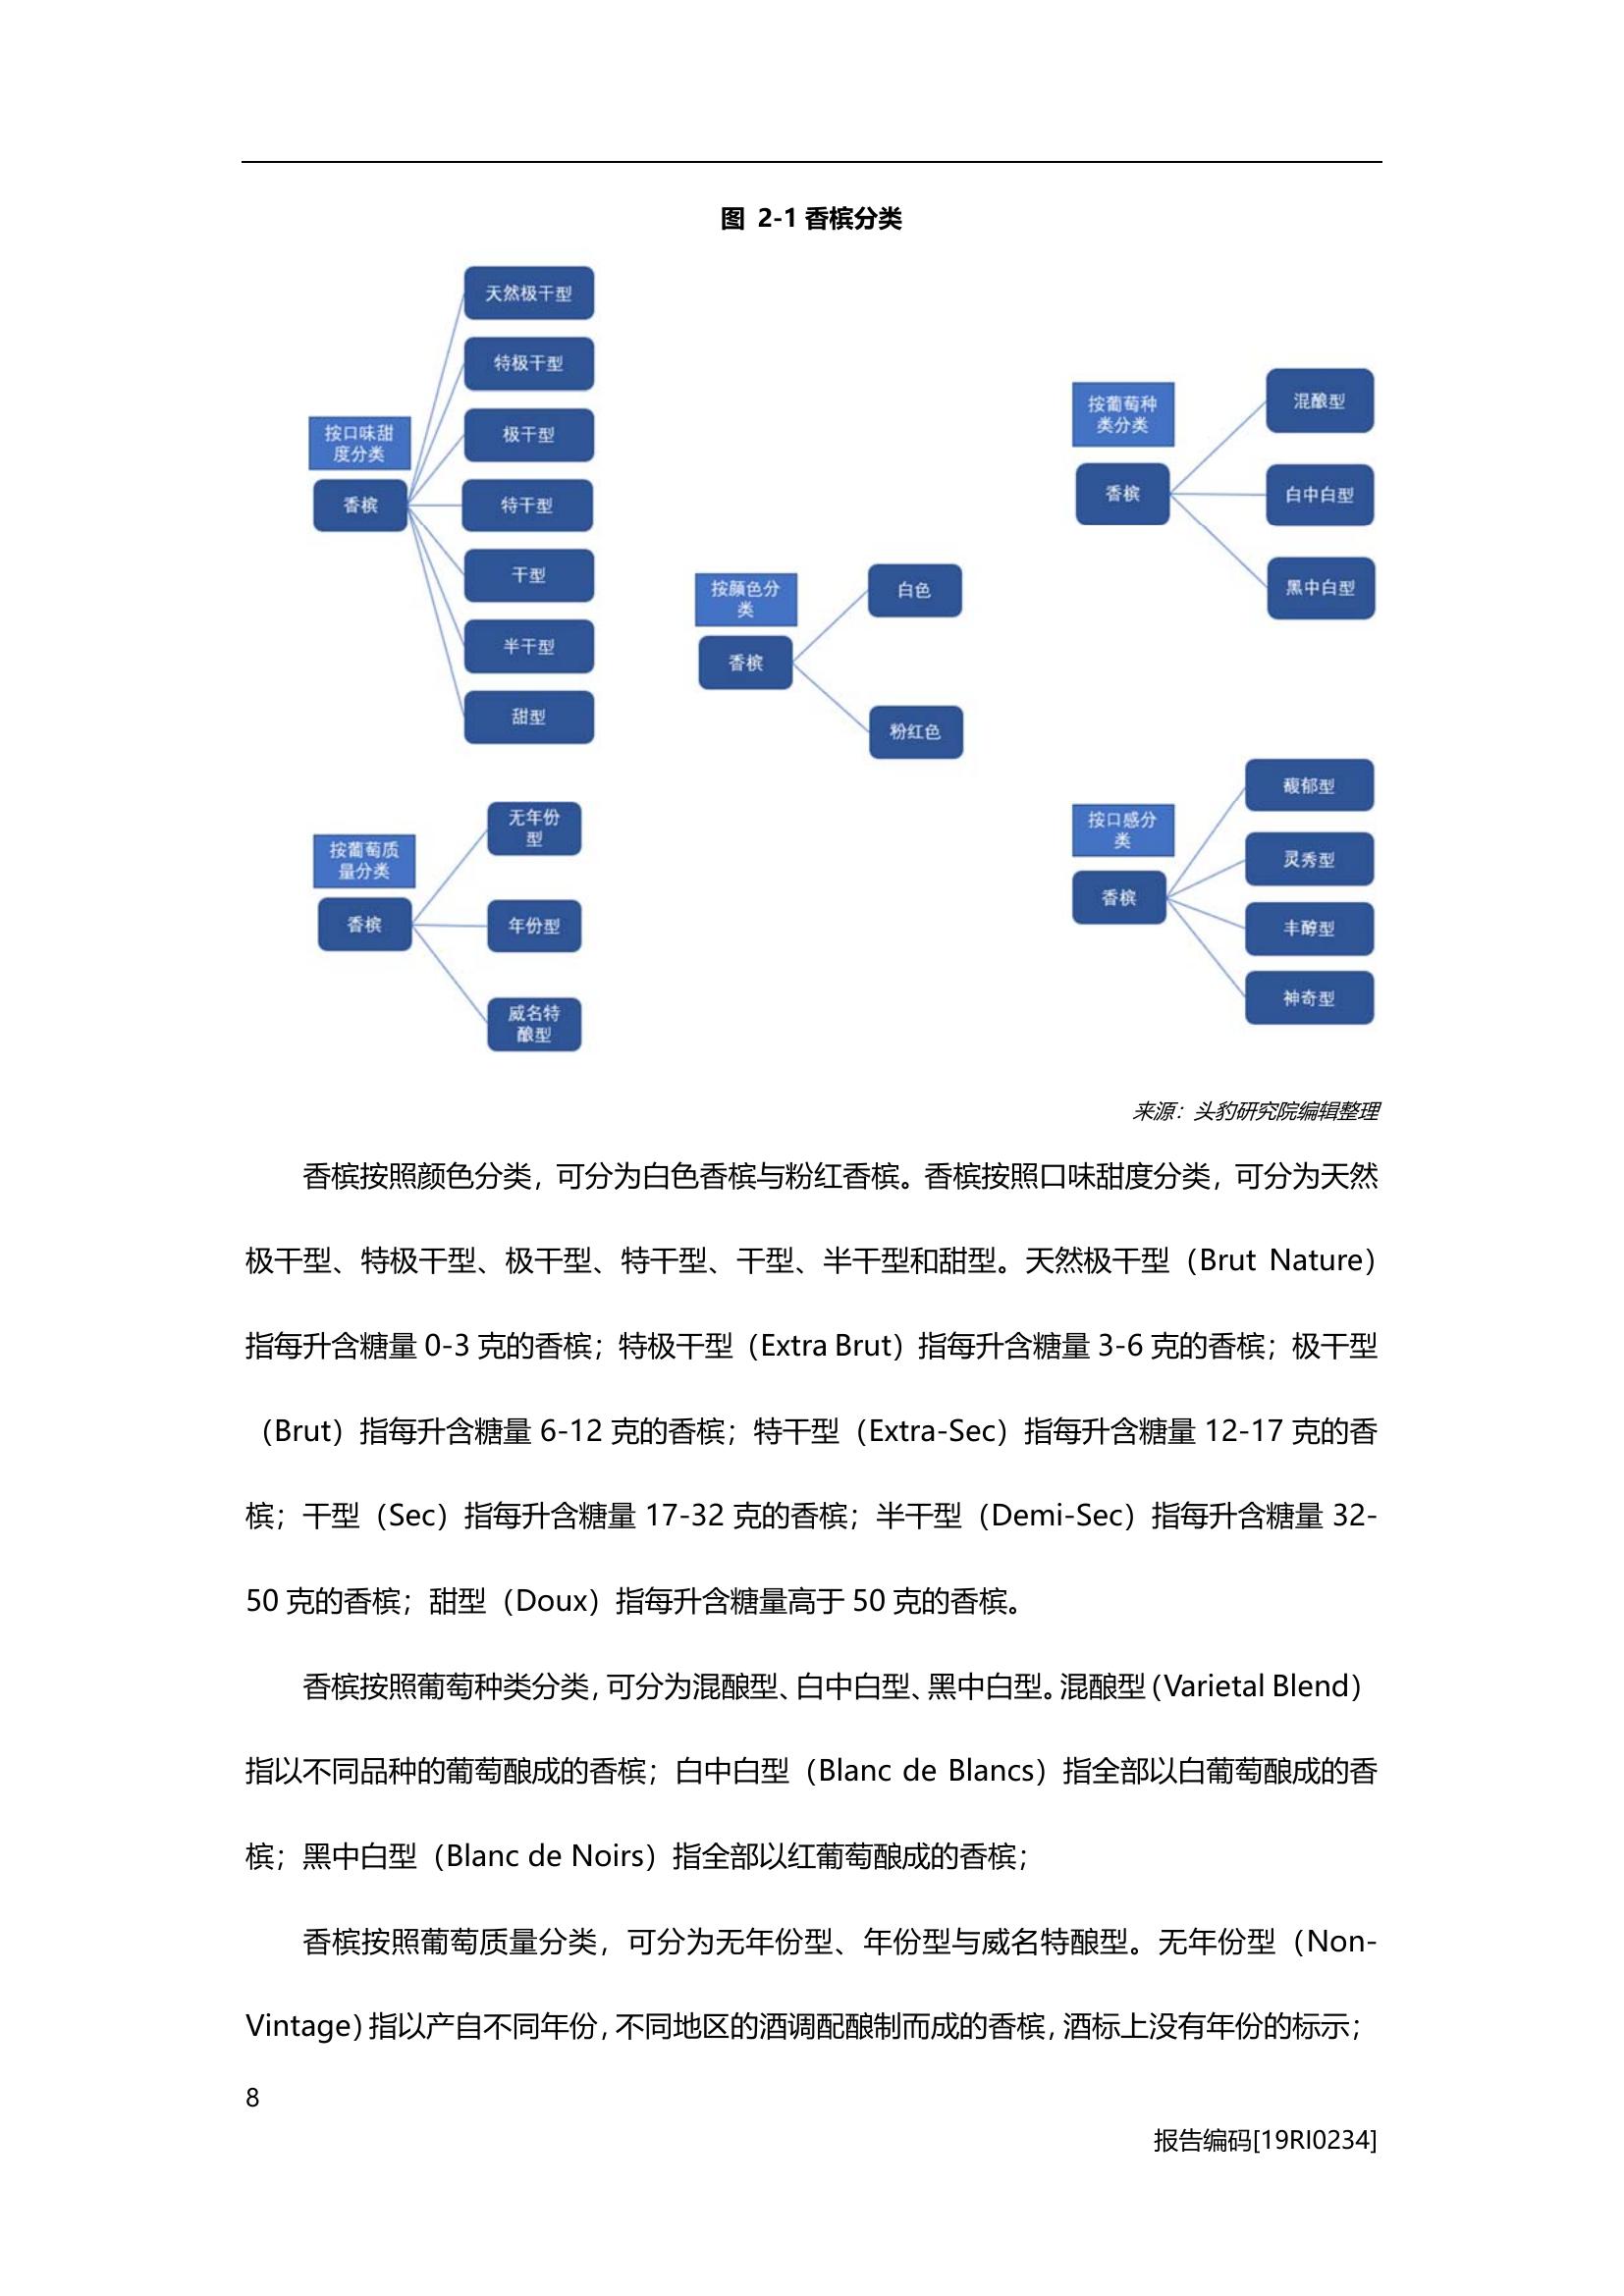 图 2-1 香槟分类
天然极干型
特极干型
按口味甜
度分类
极干型
香槟
特干型
干型
半干型
甜型
按葡萄质
量分类
香槟
无年份
型
年份型
威名特
酿型
按颜色分
类
香槟
白色
粉红色
按葡萄种
类分类
香槟
混酿型
白中白型
黑中白型
按口感分
类
香槟
馥郁型
灵秀型
丰醇型
神奇型
来源：头豹研究院编辑整理
香槟按照颜色分类，可分为白色香槟与粉红香槟。香槟按照口味甜度分类，可分为天然
极干型、特极干型、极干型、特干型、干型、半干型和甜型。天然极干型（Brut Nature）
指每升含糖量 0-3 克的香槟；特极干型（Extra Brut）指每升含糖量 3-6 克的香槟；极干型
（Brut）指每升含糖量 6-12 克的香槟；特干型（Extra-Sec）指每升含糖量 12-17 克的香
槟；干型（Sec）指每升含糖量 17-32 克的香槟；半干型（Demi-Sec）指每升含糖量 32-
50 克的香槟；甜型（Doux）指每升含糖量高于 50 克的香槟。
香槟按照葡萄种类分类，可分为混酿型、白中白型、黑中白型。混酿型（Varietal Blend）
指以不同品种的葡萄酿成的香槟；白中白型（Blanc de Blancs）指全部以白葡萄酿成的香
槟；黑中白型（Blanc de Noirs）指全部以红葡萄酿成的香槟；
香槟按照葡萄质量分类，可分为无年份型、年份型与威名特酿型。无年份型（Non-
Vintage）指以产自不同年份，不同地区的酒调配酿制而成的香槟，酒标上没有年份的标示；
8
报告编码[19RI0234]